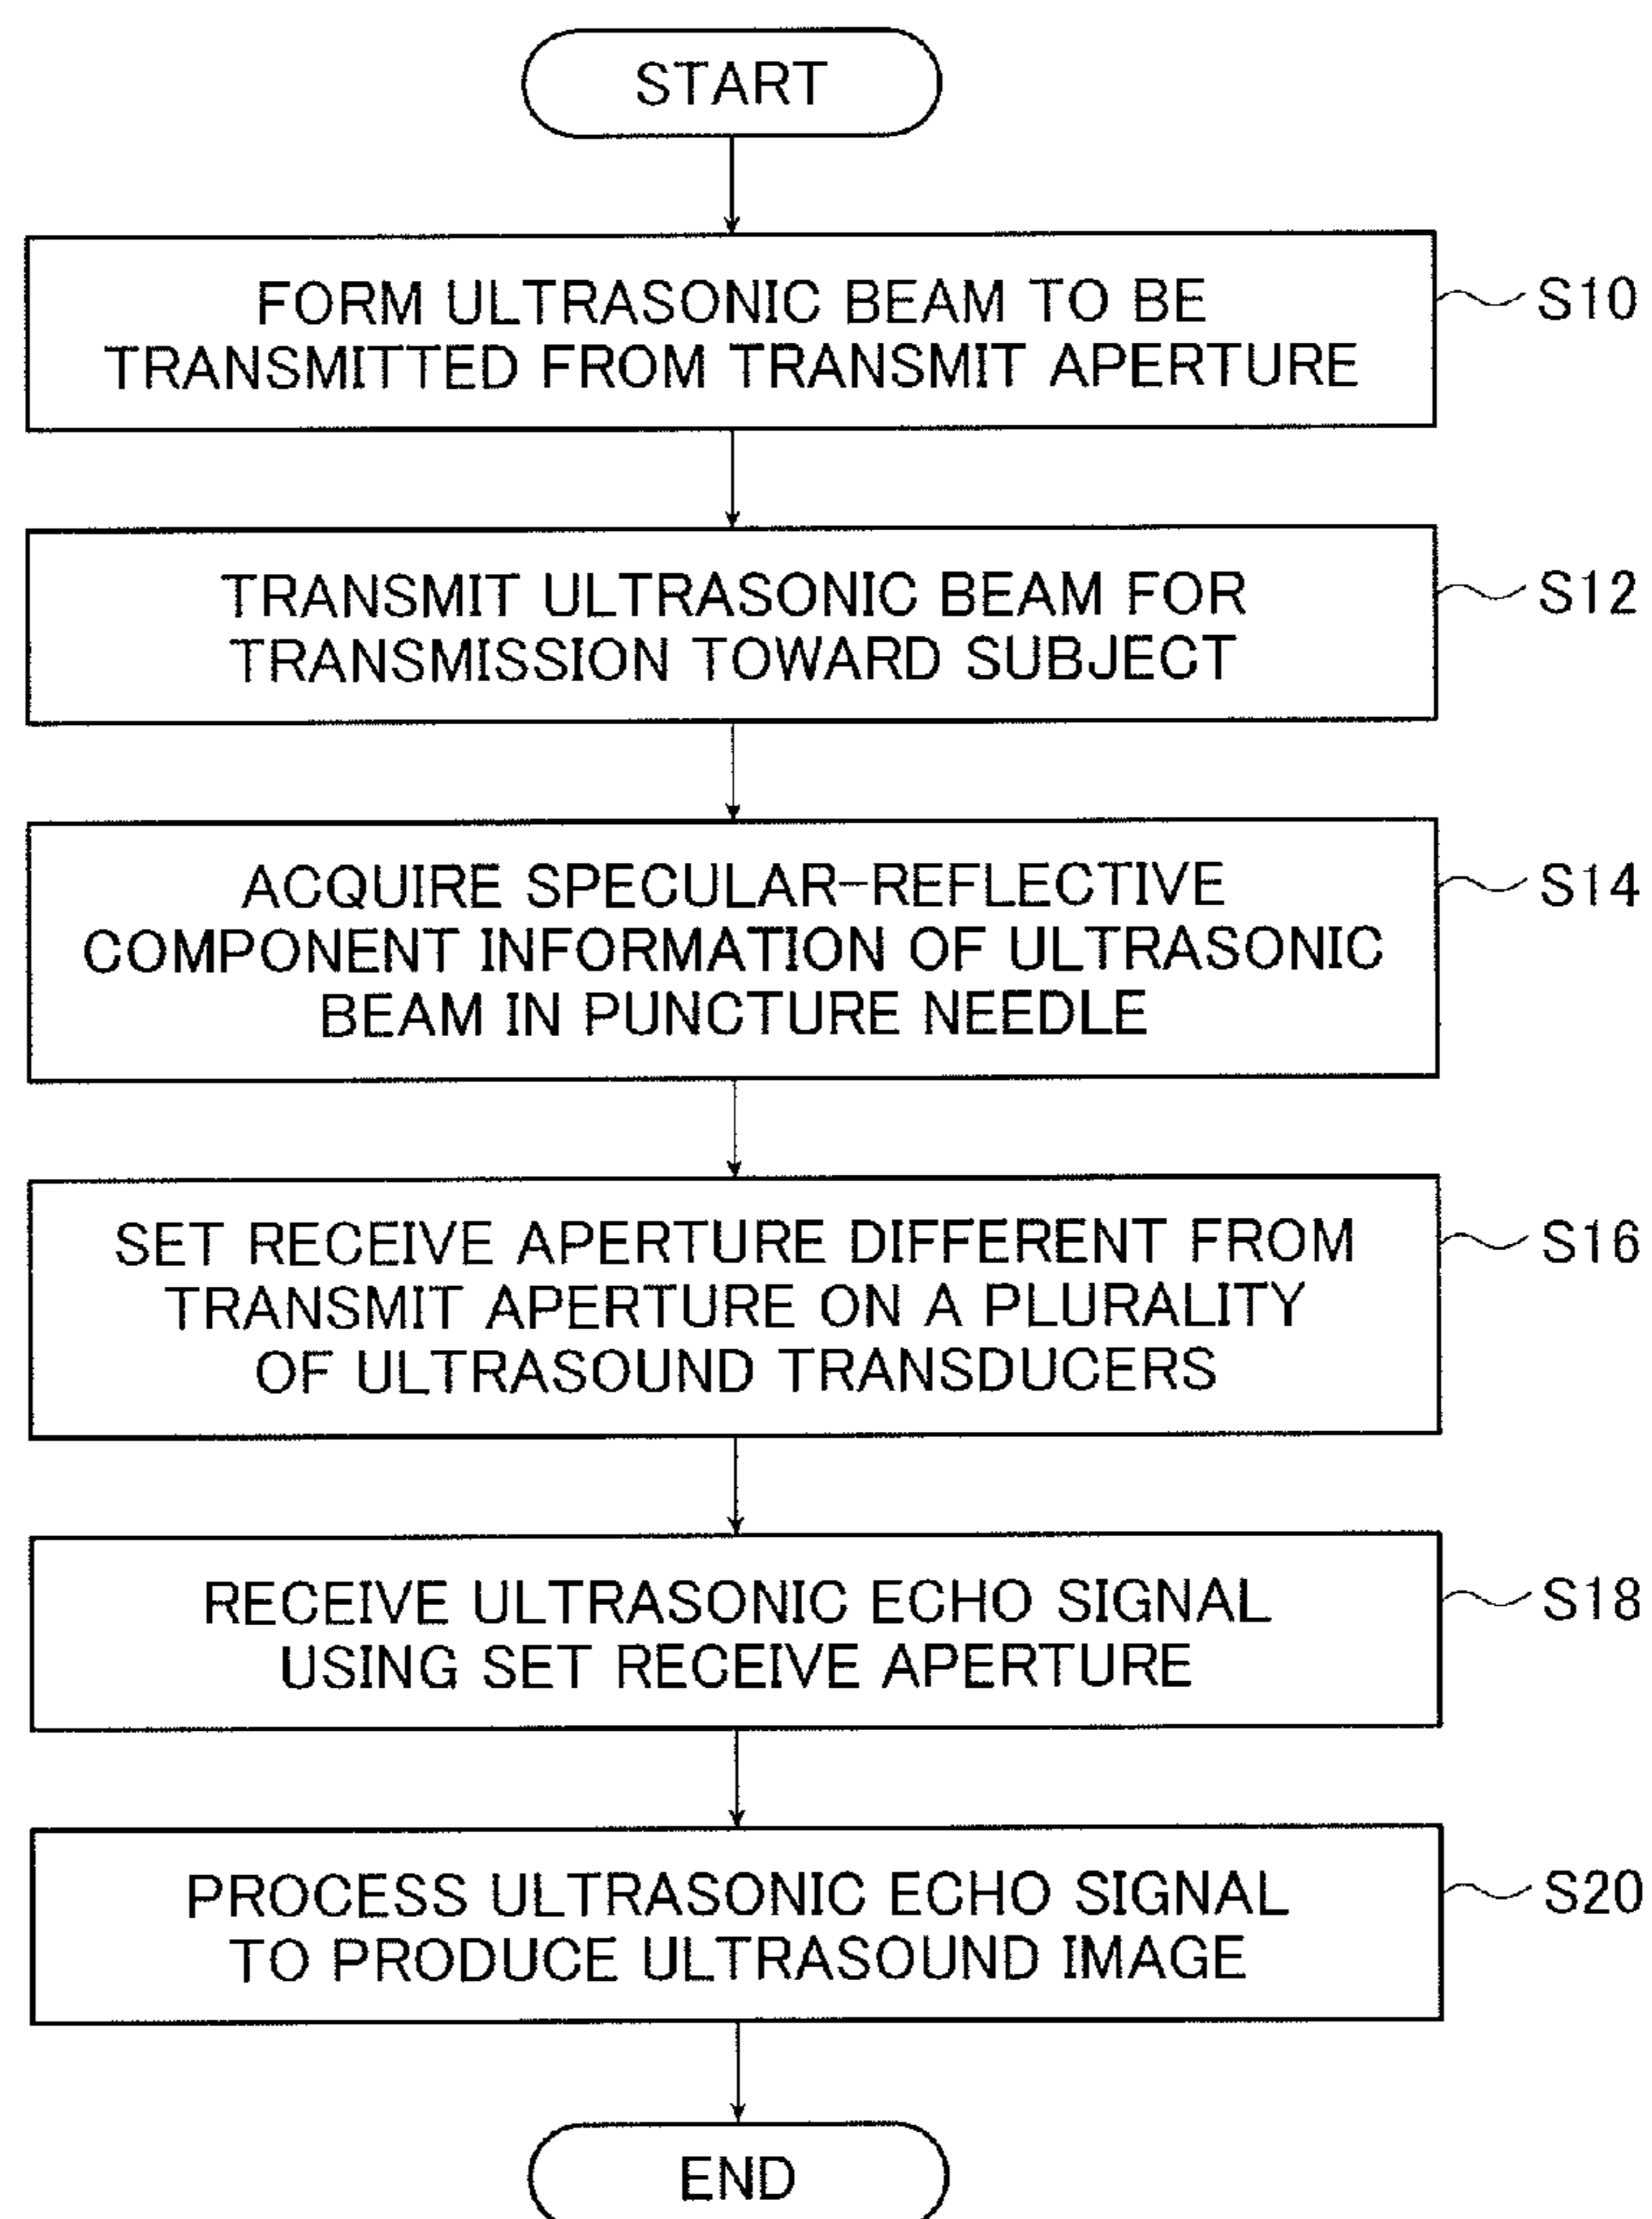 START
FORM ULTRASONIC BEAM TO BE
TRANSMITTED FROM TRANSMIT APERTURE
S10
TRANSMIT ULTRASONIC BEAM FOR
TRANSMISSION TOWARD SUBJECT
S12
ACQUIRE SPECULAR-REFLECTIVE
COMPONENT INFORMATION OF ULTRASONIC
BEAM IN PUNCTURE NEEDLE
S14
SET RECEIVE APERTURE DIFFERENT FROM
TRANSMIT APERTURE ON A PLURALITY
OF ULTRASOUND TRANSDUCERS
S16
RECEIVE ULTRASONIC ECHO SIGNAL
USING SET RECEIVE APERTURE
S18
PROCESS ULTRASONIC ECHO SIGNAL
TO PRODUCE ULTRASOUND IMAGE
S20
END